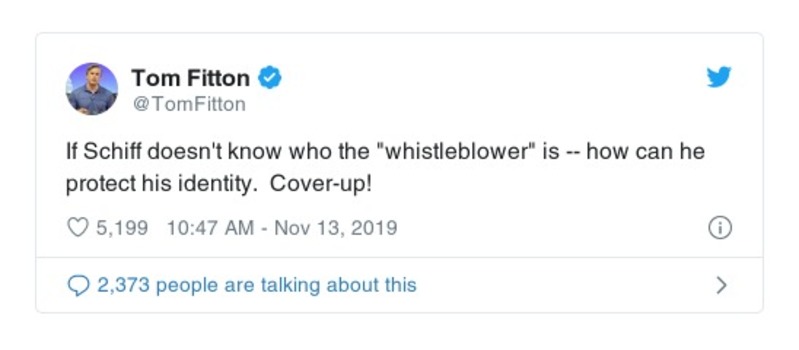 Tom Fitton
@TomFitton
If Schiff doesn't know who the "whistleblower" is -- how can he
protect his identity.  Cover-up!
5,199 10:47 AM - Nov 13, 2019
2,373 people are talking about this